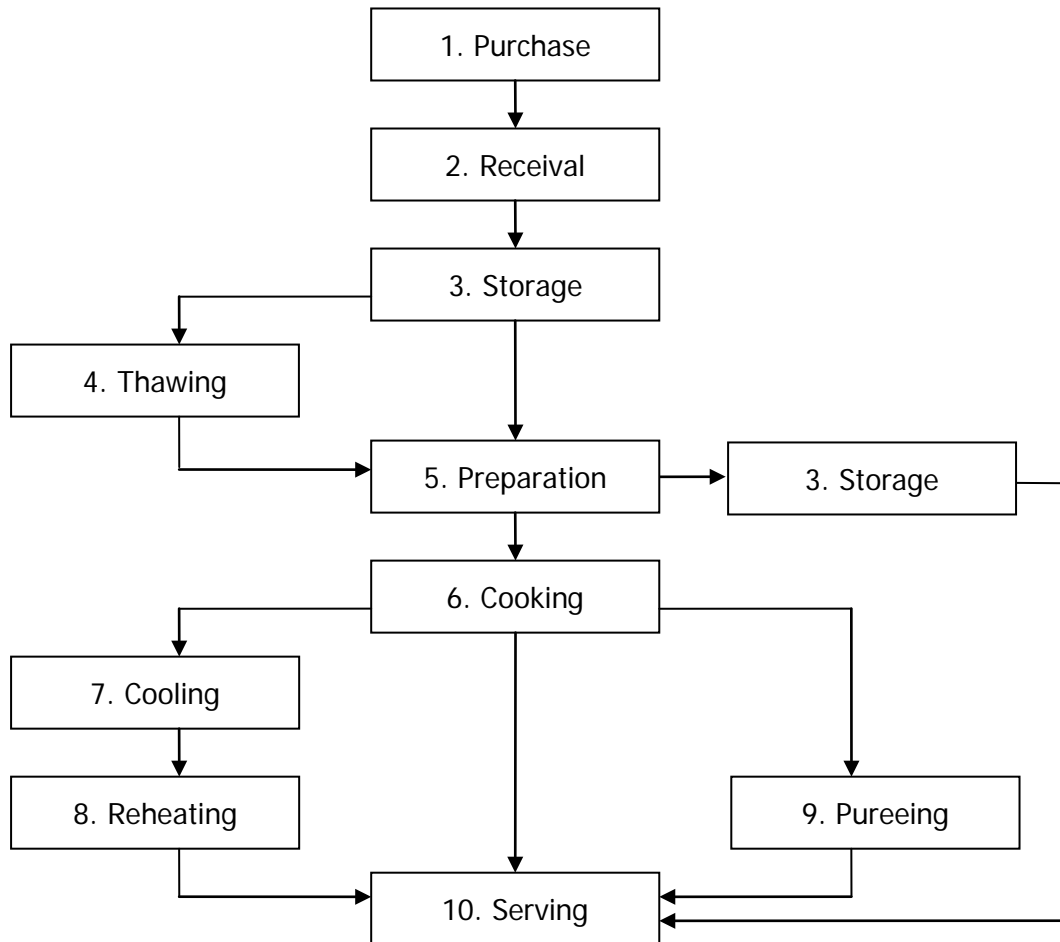 1. Purchase
2. Receival
3. Storage
4. Thawing
5. Preparation
3. Storage
6. Cooking
7. Cooling
8. Reheating
9. Pureeing
10. Serving